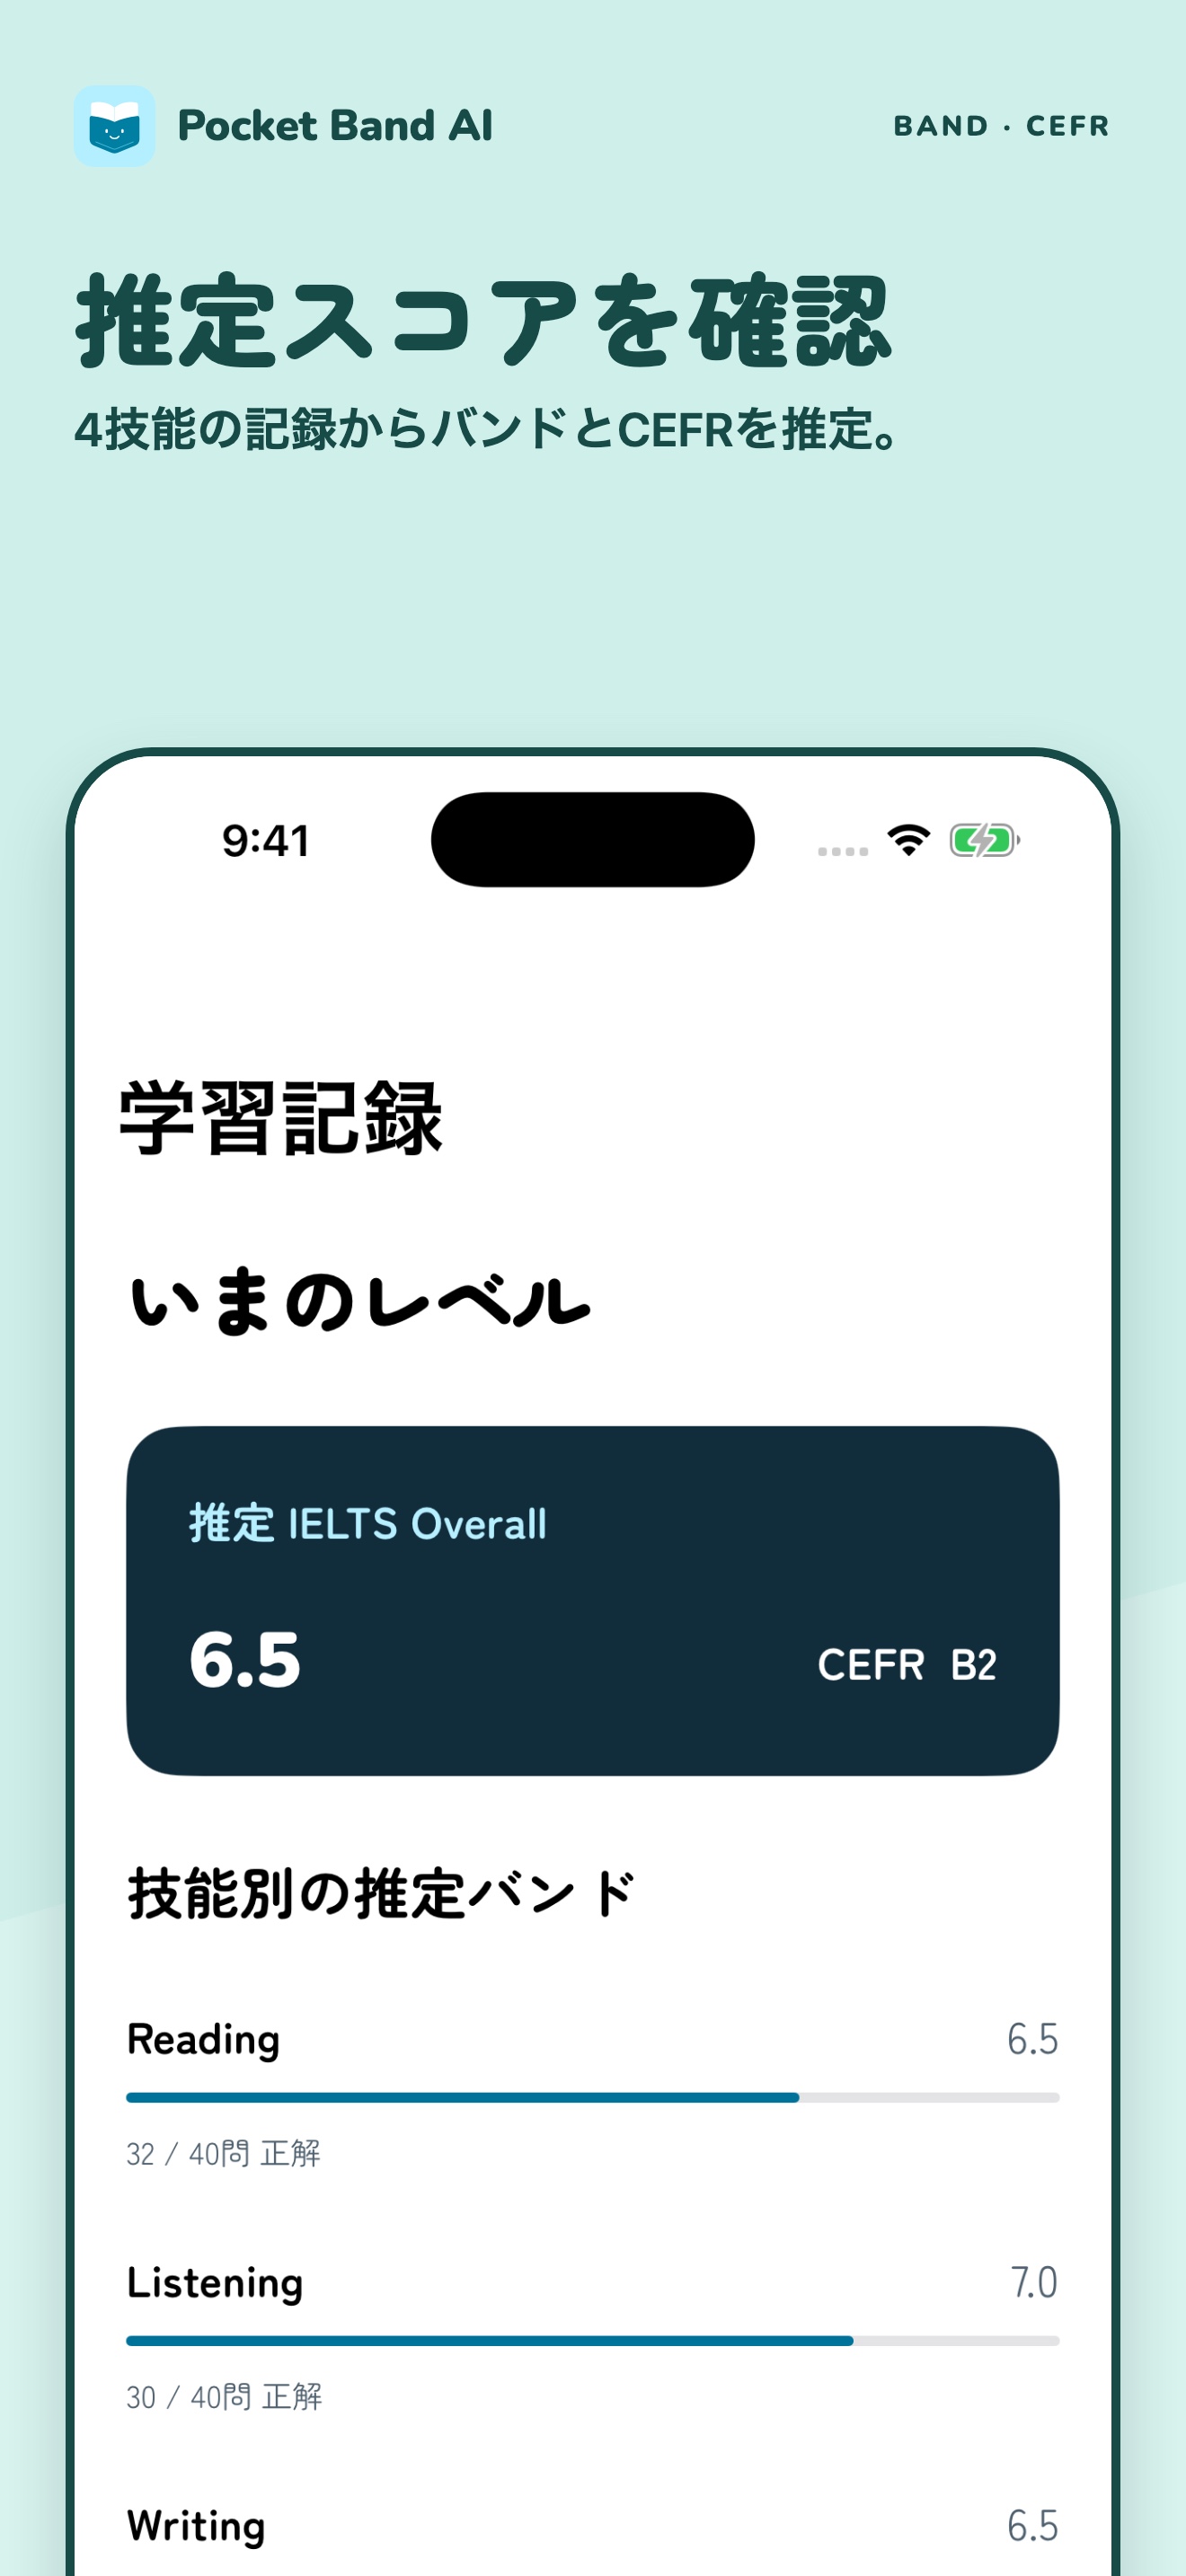 Pocket Band AI
BAND · CEFR
推定スコアを確認
4技能の記録からバンドとCEFRを推定。
9:41
学習記録
いまのレベル
推定 IELTS Overall
6.5
CEFR B2
技能別の推定バンド
Reading 6.5
32 / 40問 正解
Listening 7.0
30 / 40問 正解
Writing 6.5